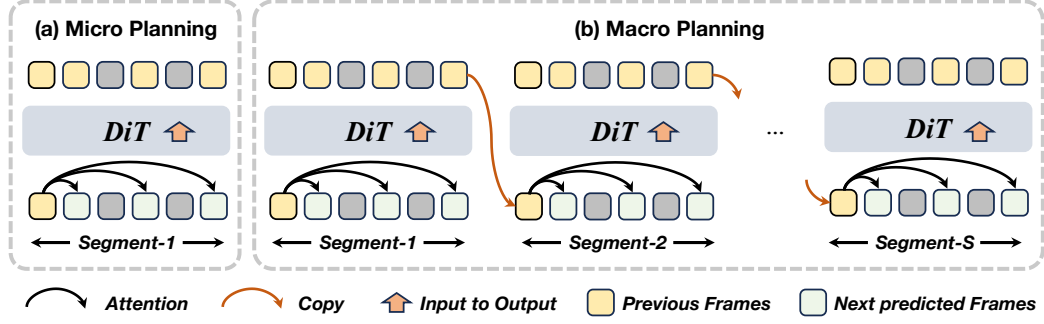 (a) Micro Planning
DiT
Segment-1
(b) Macro Planning
DiT
DiT
...
DiT
Segment-1
Segment-2
Segment-S
Attention
Copy
Input to Output
Previous Frames
Next predicted Frames